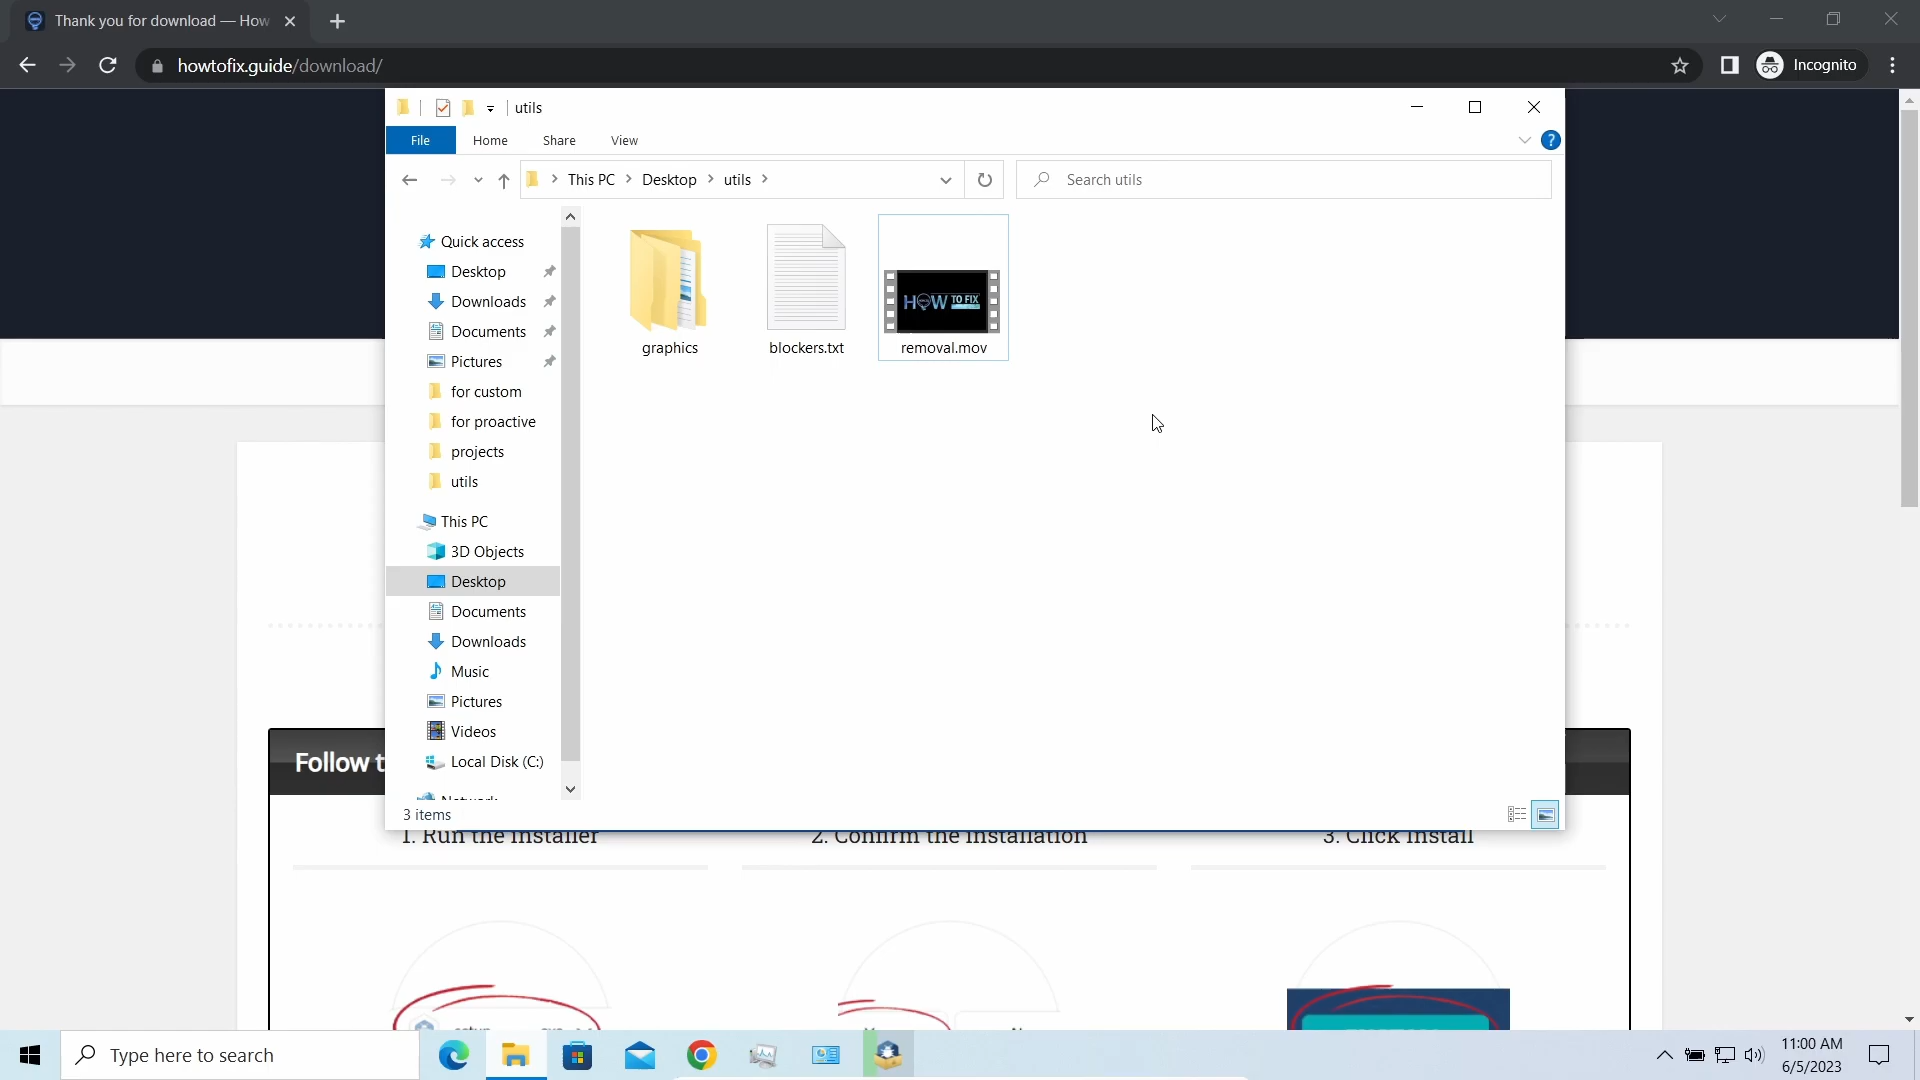 Thank you for download — How
howtofix.guide/download/
Incognito
utils
File
Home
Share
View
This PC
Desktop
utils
Search utils
Quick access
Desktop
Downloads
Documents
Pictures
for custom
for proactive
projects
utils
This PC
3D Objects
Desktop
Documents
Downloads
Music
Pictures
Videos
Local Disk (C:)
Network
graphics
blockers.txt
HOW TO FIX
removal.mov
3 items
Follow t
1. Run the installer
2. Confirm the installation
3. Click Install
Type here to search
11:00 AM
6/5/2023